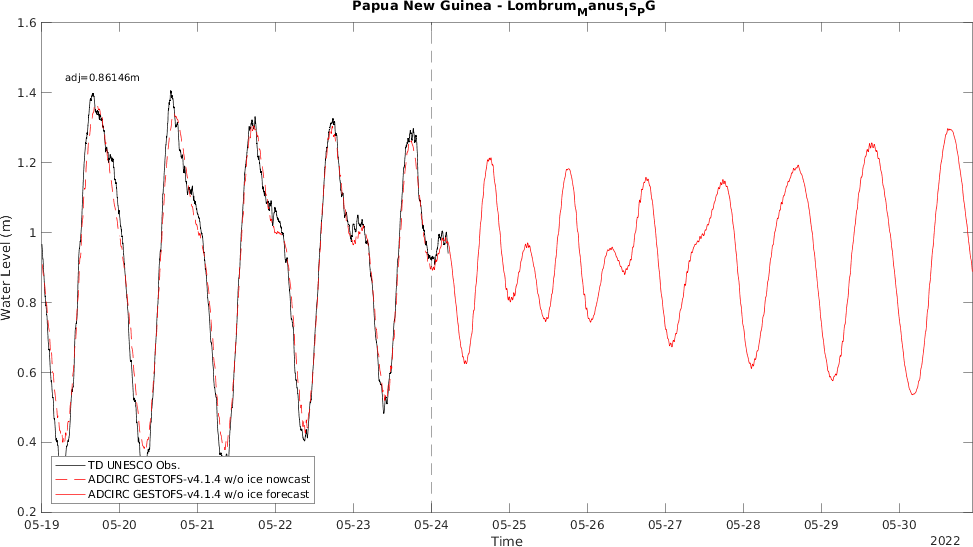 Papua New Guinea - LombrumManusIsPG
1.6
adj=0.86146m
1.4
1.2
1
0.8
0.6
0.4
0.2
Water Level (m)
TD UNESCO Obs.
ADCIRC GESTOFS-v4.1.4 w/o ice nowcast
ADCIRC GESTOFS-v4.1.4 w/o ice forecast
05-19 05-20 05-21 05-22 05-23 05-24 05-25 05-26 05-27 05-28 05-29 05-30
Time
2022